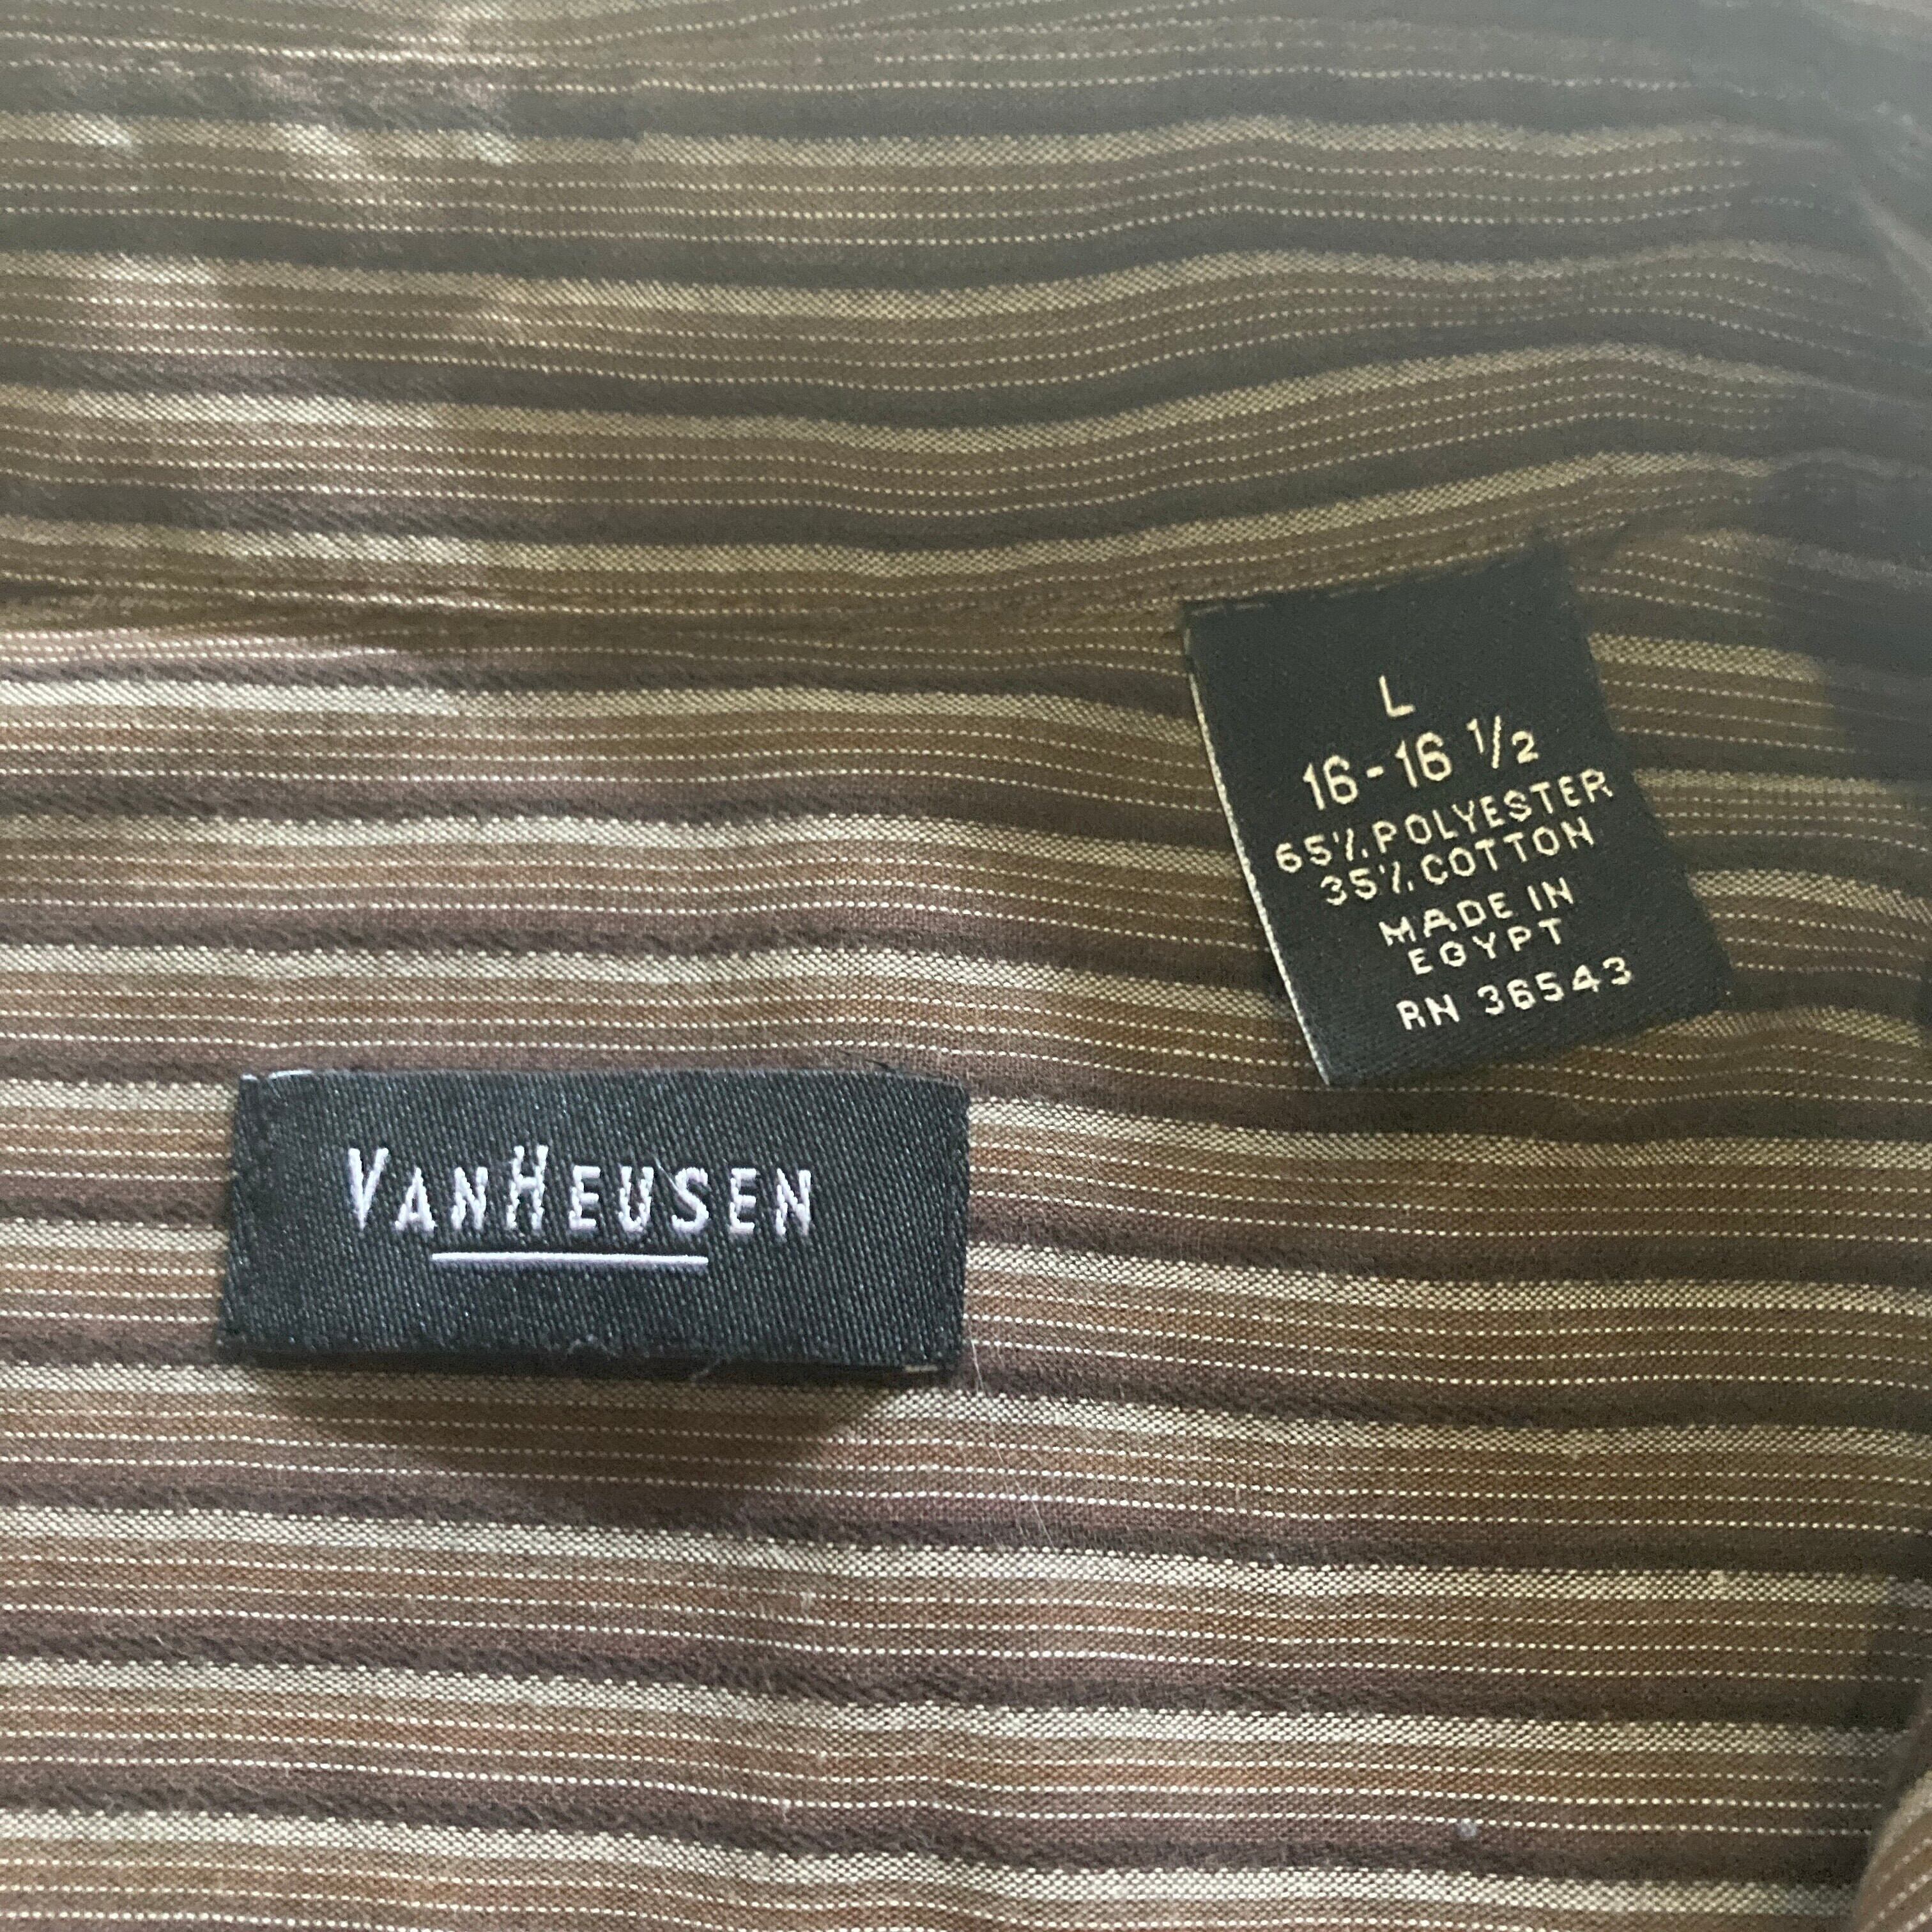 L
16-16 1/2
65% POLYESTER
35% COTTON
MADE IN
EGYPT
RN 36543
VANHEUSEN